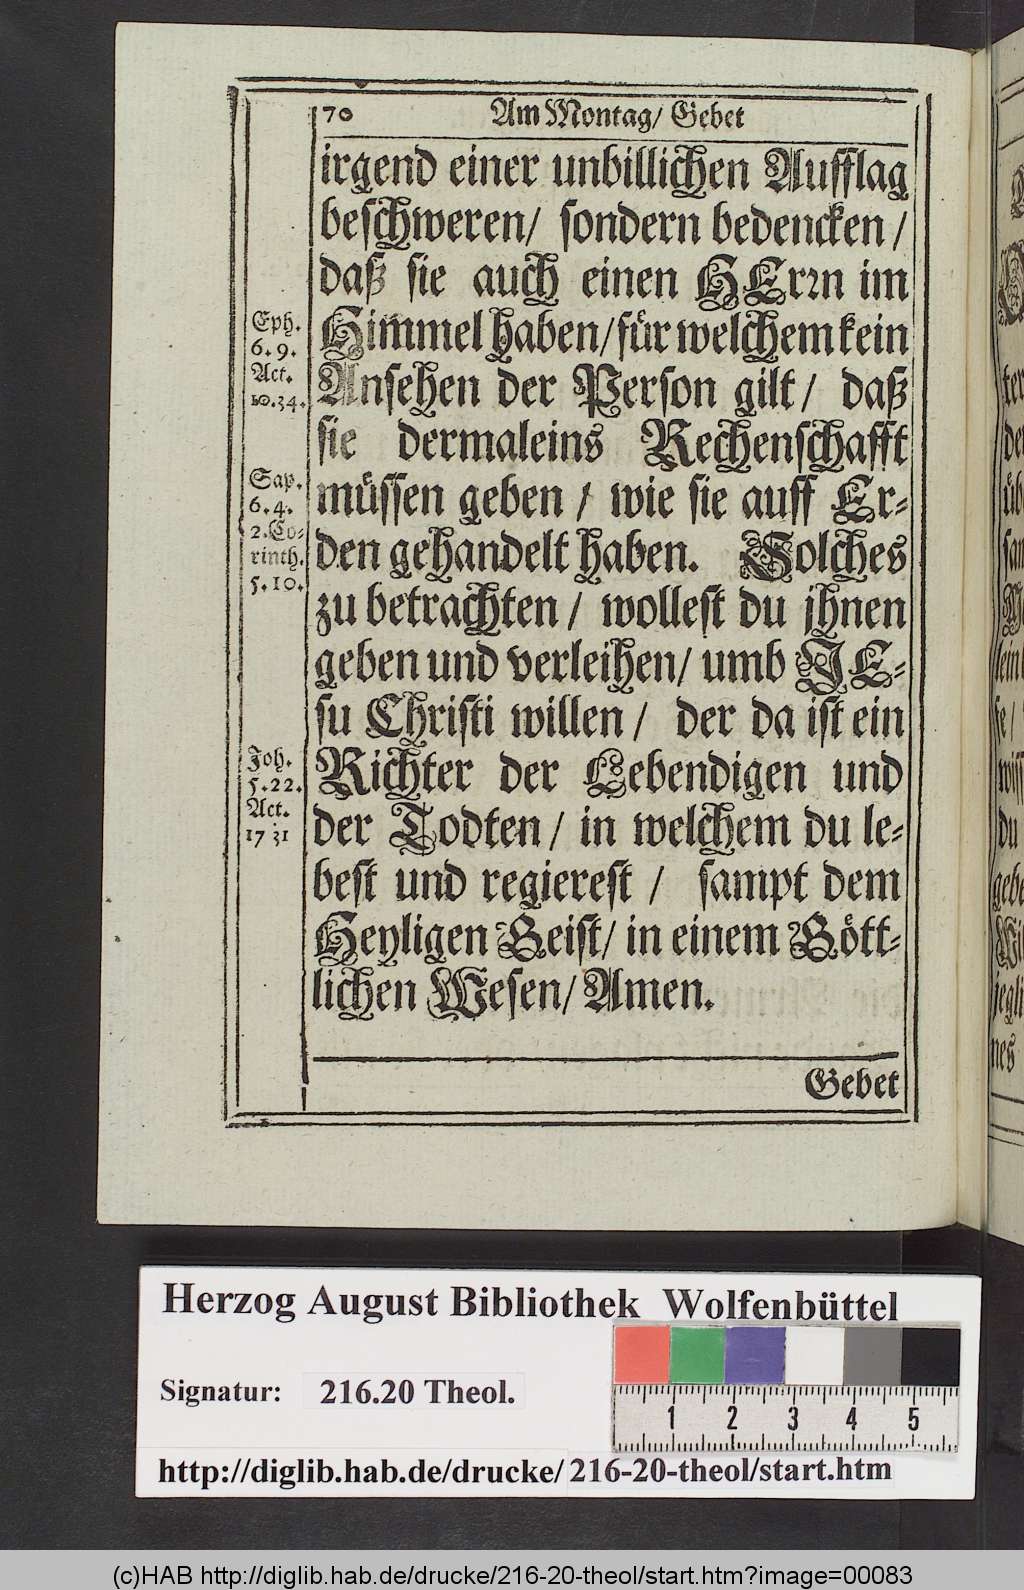 70 Am Montag/ Gebet
irgend einer unbillichen Aufflag
beschweren/ sondern bedencken/
daß sie auch einen HErꝛn im
Himmel haben/ für welchem kein
Ansehen der Person gilt/ daß
sie dermaleins Rechenschafft
müssen geben / wie sie auff Er-
den gehandelt haben. Solches
zu betrachten / wollest du jhnen
geben und verleihen/ umb JE-
su Christi willen / der da ist ein
Richter der Lebendigen und
der Todten / in welchem du le-
best und regierest / sampt dem
Heyligen Geist/ in einem Gött-
lichen Wesen/ Amen.
Gebet
Eph.
6. 9.
Act.
10. 34.
Sap.
6. 4.
2. Co-
rinth.
5. 10.
Joh.
5. 22.
Act.
17 31
Herzog August Bibliothek Wolfenbüttel
Signatur: 216.20 Theol.
1 2 3 4 5
http://diglib.hab.de/drucke/216-20-theol/start.htm
(c)HAB http://diglib.hab.de/drucke/216-20-theol/start.htm?image=00083